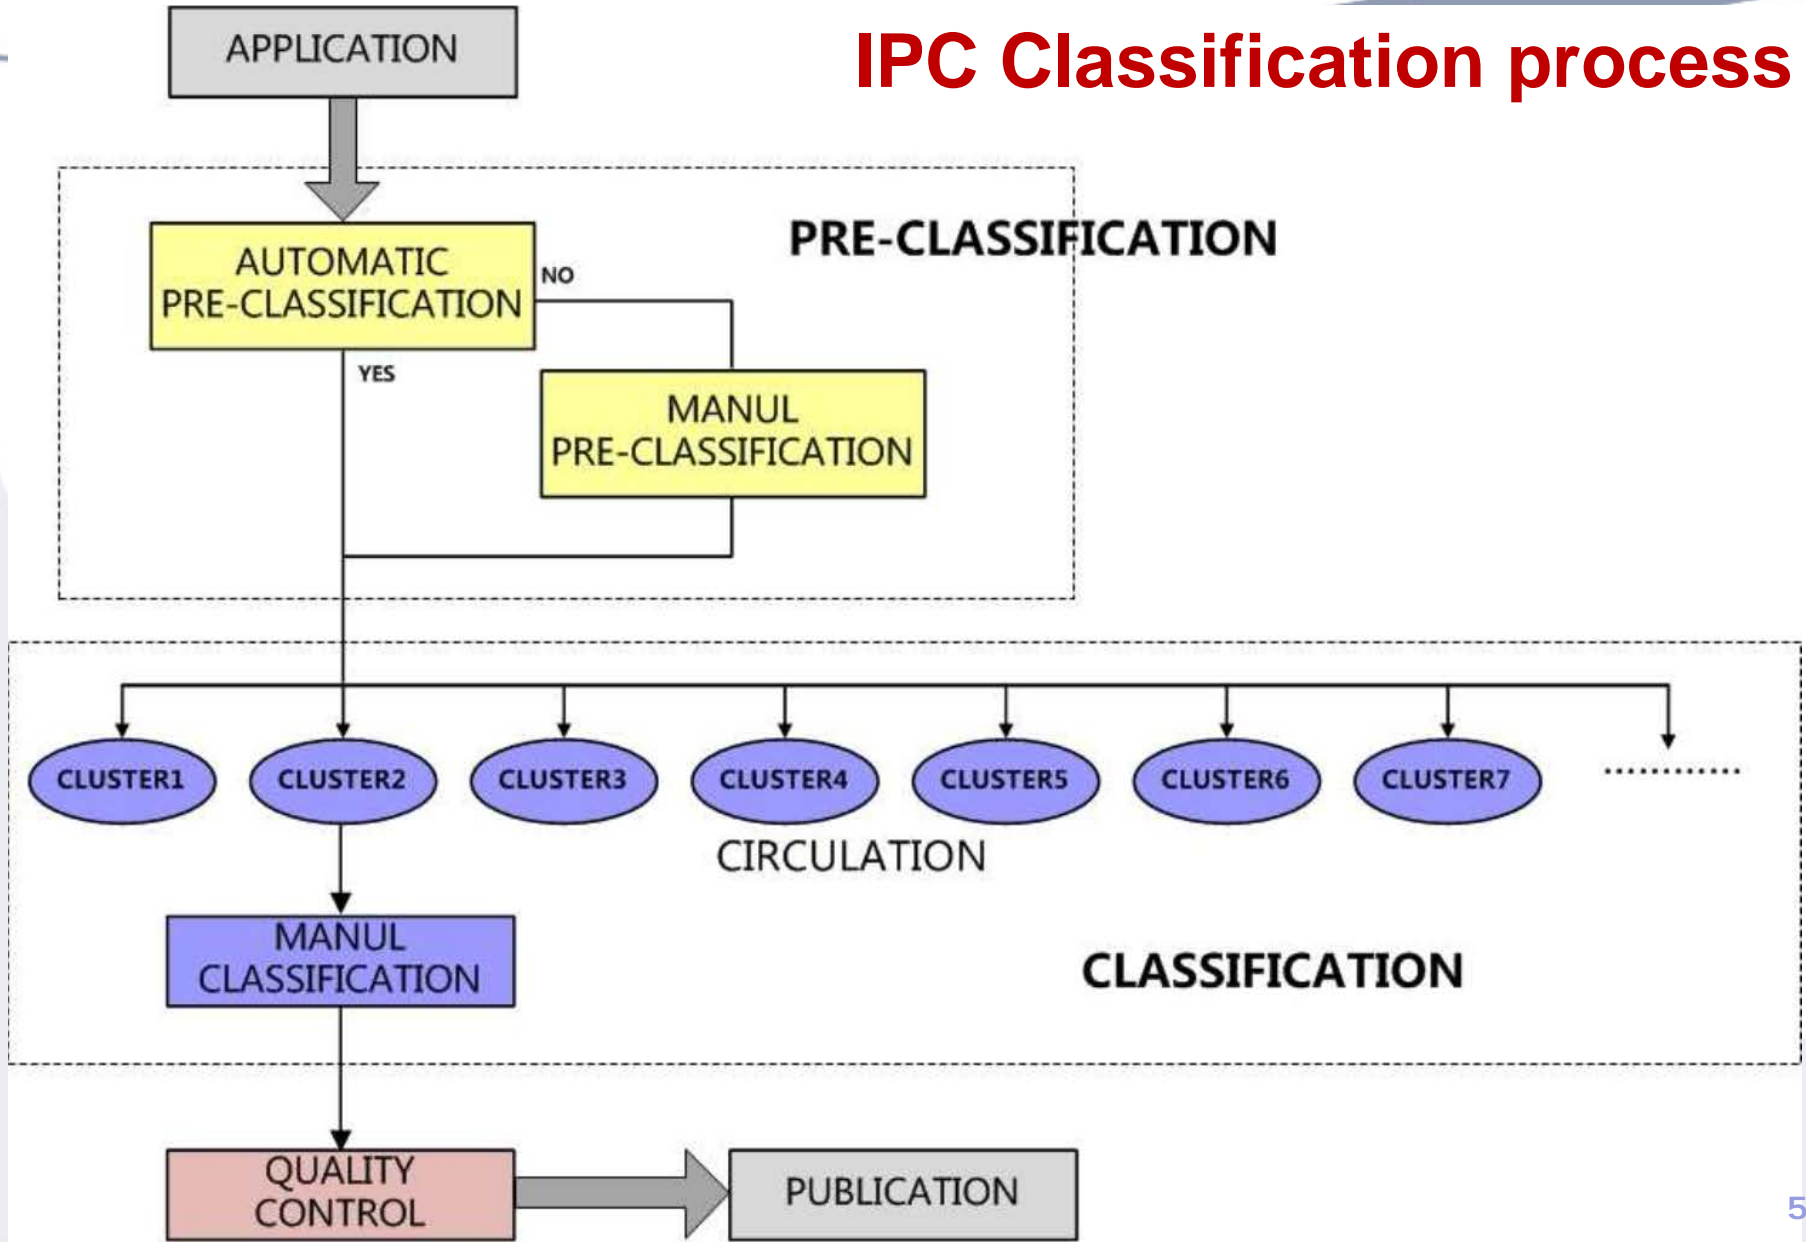 APPLICATION
IPC Classification process
PRE-CLASSIFICATION
AUTOMATIC
PRE-CLASSIFICATION
NO
YES
MANUL
PRE-CLASSIFICATION
CLUSTER1
CLUSTER2
CLUSTER3
CLUSTER4
CLUSTER5
CLUSTER6
CLUSTER7
............
CIRCULATION
MANUL
CLASSIFICATION
CLASSIFICATION
QUALITY
CONTROL
PUBLICATION
5